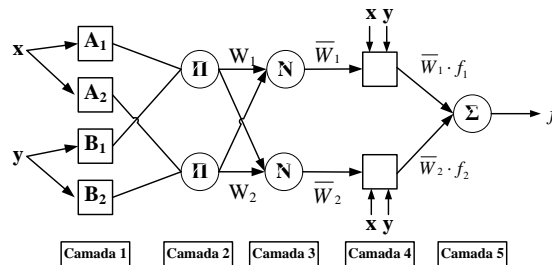 x y
A₁
W₁
W̅₁
x
Π
N
W̅₁ · f₁
A₂
Σ
f
B₁
W̅₂ · f₂
y
Π
N
B₂
W₂
W̅₂
x y
Camada 1
Camada 2
Camada 3
Camada 4
Camada 5